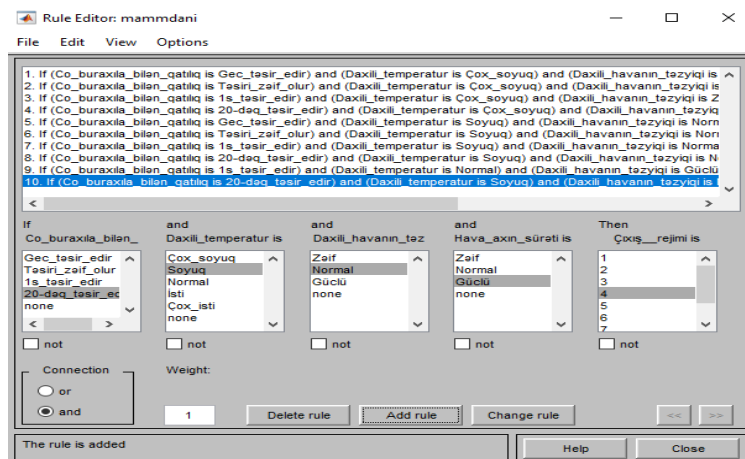 Rule Editor: mammdani
File Edit View Options
1. If (Co_buraxıla_bilən_qatılıq is Gec_təsir_edir) and (Daxili_temperatur is Çox_soyuq) and (Daxili_havanın_təzyiqi is
2. If (Co_buraxıla_bilən_qatılıq is Təsiri_zəif_olur) and (Daxili_temperatur is Çox_soyuq) and (Daxili_havanın_təzyiqi is
3. If (Co_buraxıla_bilən_qatılıq is 1s_təsir_edir) and (Daxili_temperatur is Çox_soyuq) and (Daxili_havanın_təzyiqi is Z
4. If (Co_buraxıla_bilən_qatılıq is 20-dəq_təsir_edir) and (Daxili_temperatur is Çox_soyuq) and (Daxili_havanın_təzyiq
5. If (Co_buraxıla_bilən_qatılıq is Gec_təsir_edir) and (Daxili_temperatur is Soyuq) and (Daxili_havanın_təzyiqi is Norn
6. If (Co_buraxıla_bilən_qatılıq is Təsiri_zəif_olur) and (Daxili_temperatur is Soyuq) and (Daxili_havanın_təzyiqi is Norı
7. If (Co_buraxıla_bilən_qatılıq is 1s_təsir_edir) and (Daxili_temperatur is Soyuq) and (Daxili_havanın_təzyiqi is Norma
8. If (Co_buraxıla_bilən_qatılıq is 20-dəq_təsir_edir) and (Daxili_temperatur is Soyuq) and (Daxili_havanın_təzyiqi is N
9. If (Co_buraxıla_bilən_qatılıq is 1s_təsir_edir) and (Daxili_temperatur is Normal) and (Daxili_havanın_təzyiqi is Güclü
10. If (Co_buraxıla_bilən_qatılıq is 20-dəq_təsir_edir) and (Daxili_temperatur is Soyuq) and (Daxili_havanın_təzyiqi is
If and and and Then
Co_buraxıla_bilən_ Daxili_temperatur is Daxili_havanın_təz Hava_axın_sürəti is Çıxış__rejimi is
Gec_təsir_edir Çox_soyuq Zəif Zəif 1
Təsiri_zəif_olur Soyuq Normal Normal 2
1s_təsir_edir Normal Güclü Güclü 3
20-dəq_təsir_ec İsti none none 4
none Çox_isti 5
none 6
7
not not not not not
Connection Weight:
or
and 1 Delete rule Add rule Change rule << >>
The rule is added Help Close